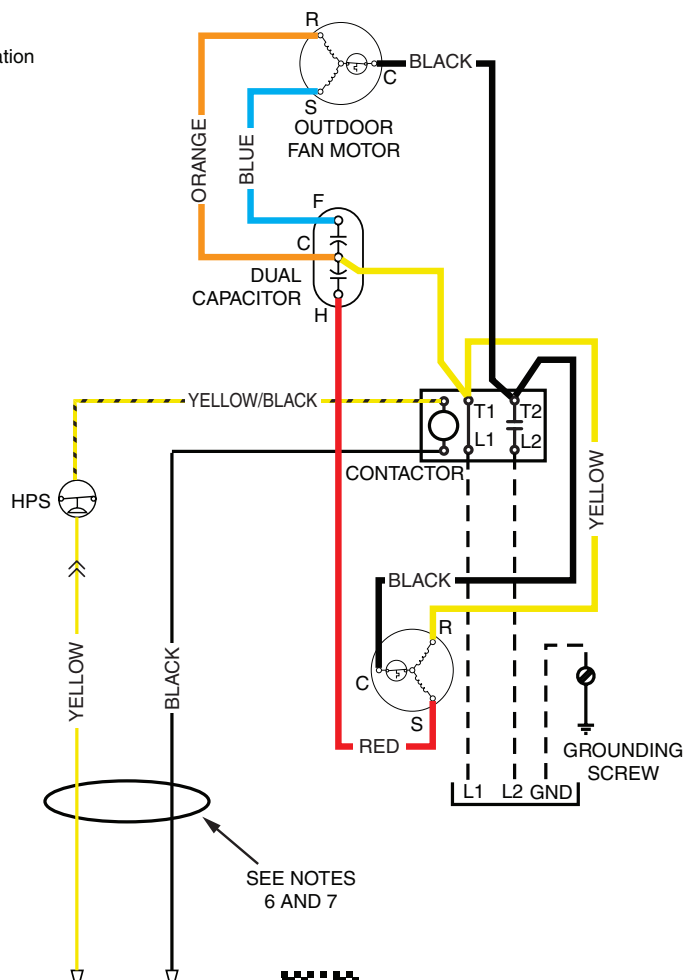 R
ation
BLACK
C
S
OUTDOOR
FAN MOTOR
ORANGE
BLUE
F
C
DUAL
CAPACITOR
H
YELLOW/BLACK
T1
T2
L1
L2
CONTACTOR
HPS
YELLOW
BLACK
R
C
S
YELLOW
BLACK
RED
GROUNDING
SCREW
L1
L2
GND
SEE NOTES
6 AND 7